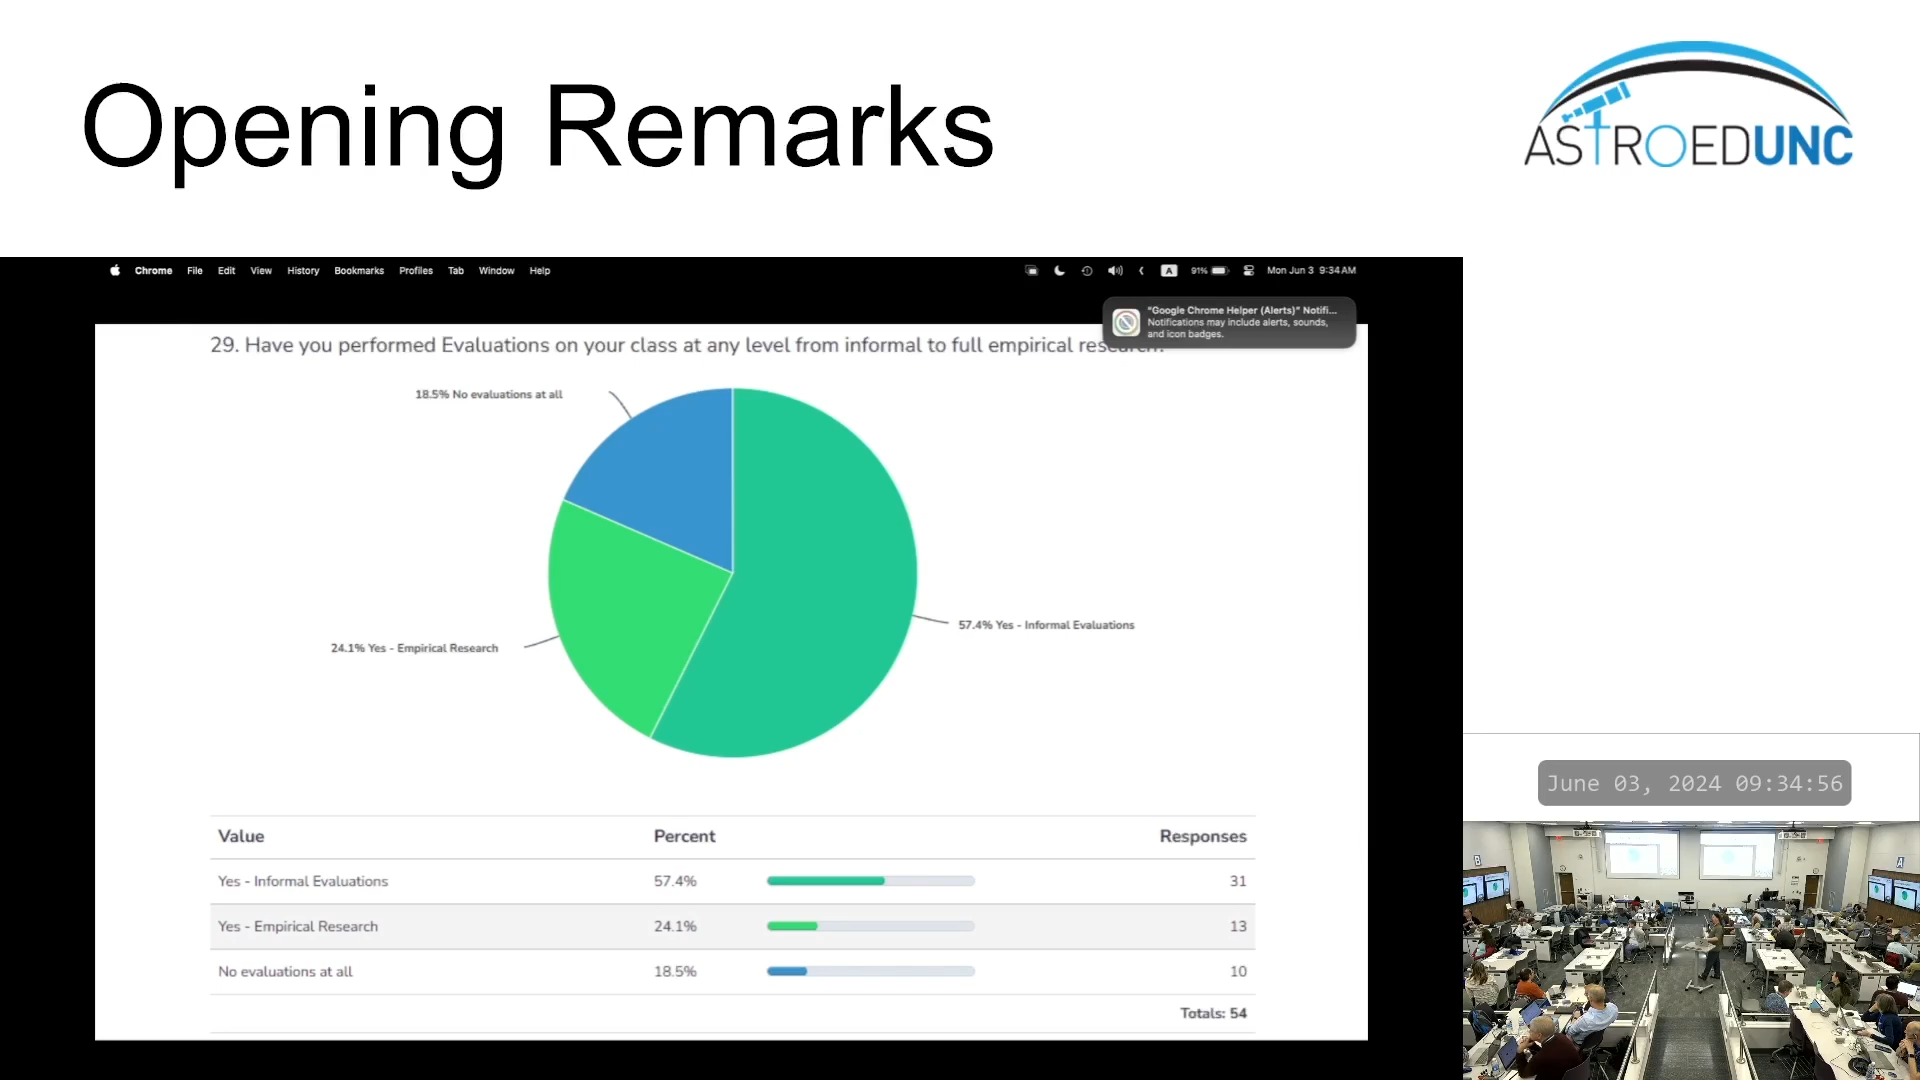 Opening Remarks
ASTROEDUNC
Chrome File Edit View History Bookmarks Profiles Tab Window Help
A 91% Mon Jun 3 9:34AM
"Google Chrome Helper (Alerts)" Notifi...
Notifications may include alerts, sounds,
and icon badges.
29. Have you performed Evaluations on your class at any level from informal to full empirical research?
18.5% No evaluations at all
57.4% Yes - Informal Evaluations
24.1% Yes - Empirical Research
Value Percent Responses
Yes - Informal Evaluations 57.4% 31
Yes - Empirical Research 24.1% 13
No evaluations at all 18.5% 10
Totals: 54
June 03, 2024 09:34:56
B
A